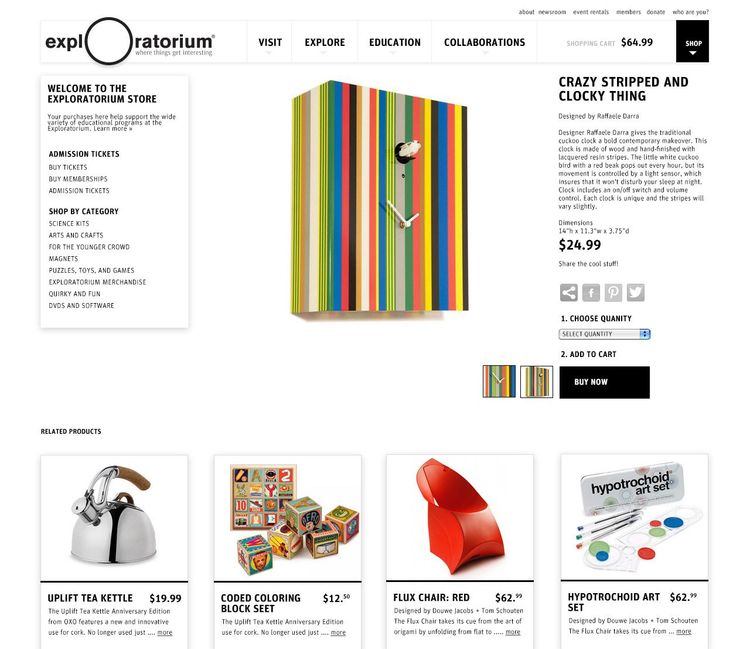 about newsroom event rentals members donate who are you?
explOratorium®
where things get interesting
VISIT
EXPLORE
EDUCATION
COLLABORATIONS
SHOPPING CART $64.99
SHOP
WELCOME TO THE
EXPLORATORIUM STORE
Your purchases here help support the wide
variety of educational programs at the
Exploratorium. Learn more »
ADMISSION TICKETS
BUY TICKETS
BUY MEMBERSHIPS
ADMISSION TICKETS
SHOP BY CATEGORY
SCIENCE KITS
ARTS AND CRAFTS
FOR THE YOUNGER CROWD
MAGNETS
PUZZLES, TOYS, AND GAMES
EXPLORATORIUM MERCHANDISE
QUIRKY AND FUN
DVDS AND SOFTWARE
CRAZY STRIPPED AND
CLOCKY THING
Designed by Raffaele Darra
Designer Raffaele Darra gives the traditional
cuckoo clock a bold contemporary makeover. This
clock is made of wood and hand-finished with
lacquered resin stripes. The little white cuckoo
bird with a red beak pops out every hour, but its
movement is controlled by a light sensor, which
insures that it won't disturb your sleep at night.
Clock includes an on/off switch and volume
control. Each clock is unique and the stripes will
vary slightly.
Dimensions
14"h x 11.3"w x 3.75"d
$24.99
Share the cool stuff!
1. CHOOSE QUANITY
SELECT QUANTITY
2. ADD TO CART
BUY NOW
RELATED PRODUCTS
hypotrochoid
art set
UPLIFT TEA KETTLE $19.99
The Uplift Tea Kettle Anniversary Edition
from OXO features a new and innovative
use for cork. No longer used just .... more
CODED COLORING $12.50
BLOCK SEET
The Uplift Tea Kettle Anniversary Edition
use for cork. No longer used just .... more
FLUX CHAIR: RED $62.99
Designed by Douwe Jacobs + Tom Schouten
The Flux Chair takes its cue from the art of
origami by unfolding from flat to ..... more
HYPOTROCHOID ART $62.99
SET
Designed by Douwe Jacobs + Tom Schouten
The Flux Chair takes its cue from ... more